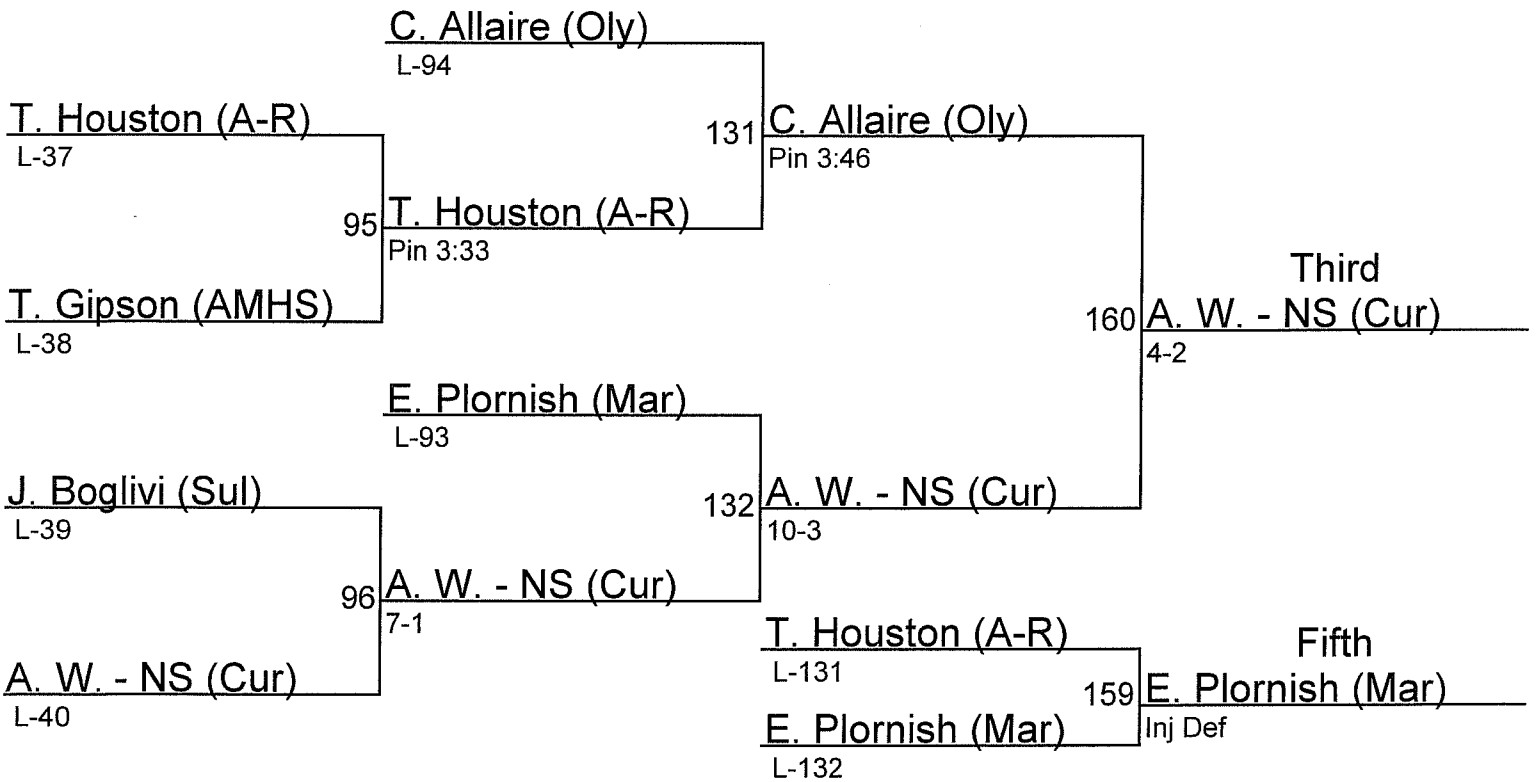 C. Allaire (Oly)
L-94
T. Houston (A-R)
L-37
131 C. Allaire (Oly)
Pin 3:46
95 T. Houston (A-R)
Pin 3:33
T. Gipson (AMHS)
L-38
Third
160 A. W. - NS (Cur)
4-2
E. Plornish (Mar)
L-93
J. Boglivi (Sul)
L-39
132 A. W. - NS (Cur)
10-3
96 A. W. - NS (Cur)
7-1
A. W. - NS (Cur)
L-40
T. Houston (A-R)
L-131
Fifth
159 E. Plornish (Mar)
Inj Def
E. Plornish (Mar)
L-132